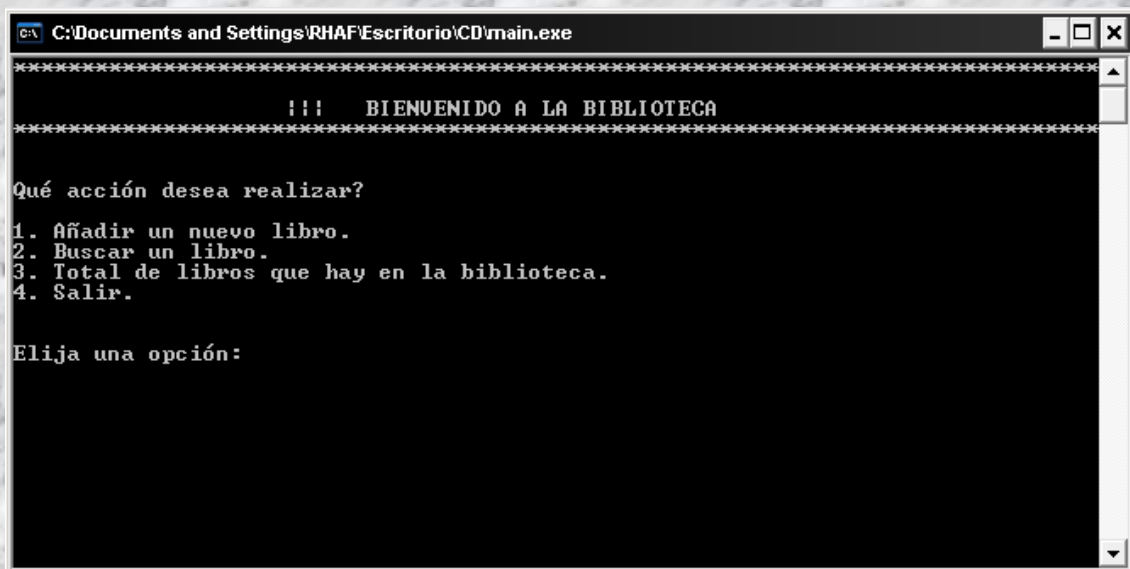 C:\Documents and Settings\RHAF\Escritorio\CD\main.exe
********************************************************************************
¦¦¦   BIENVENIDO A LA BIBLIOTECA
********************************************************************************
Qué acción desea realizar?
1. Añadir un nuevo libro.
2. Buscar un libro.
3. Total de libros que hay en la biblioteca.
4. Salir.
Elija una opción: